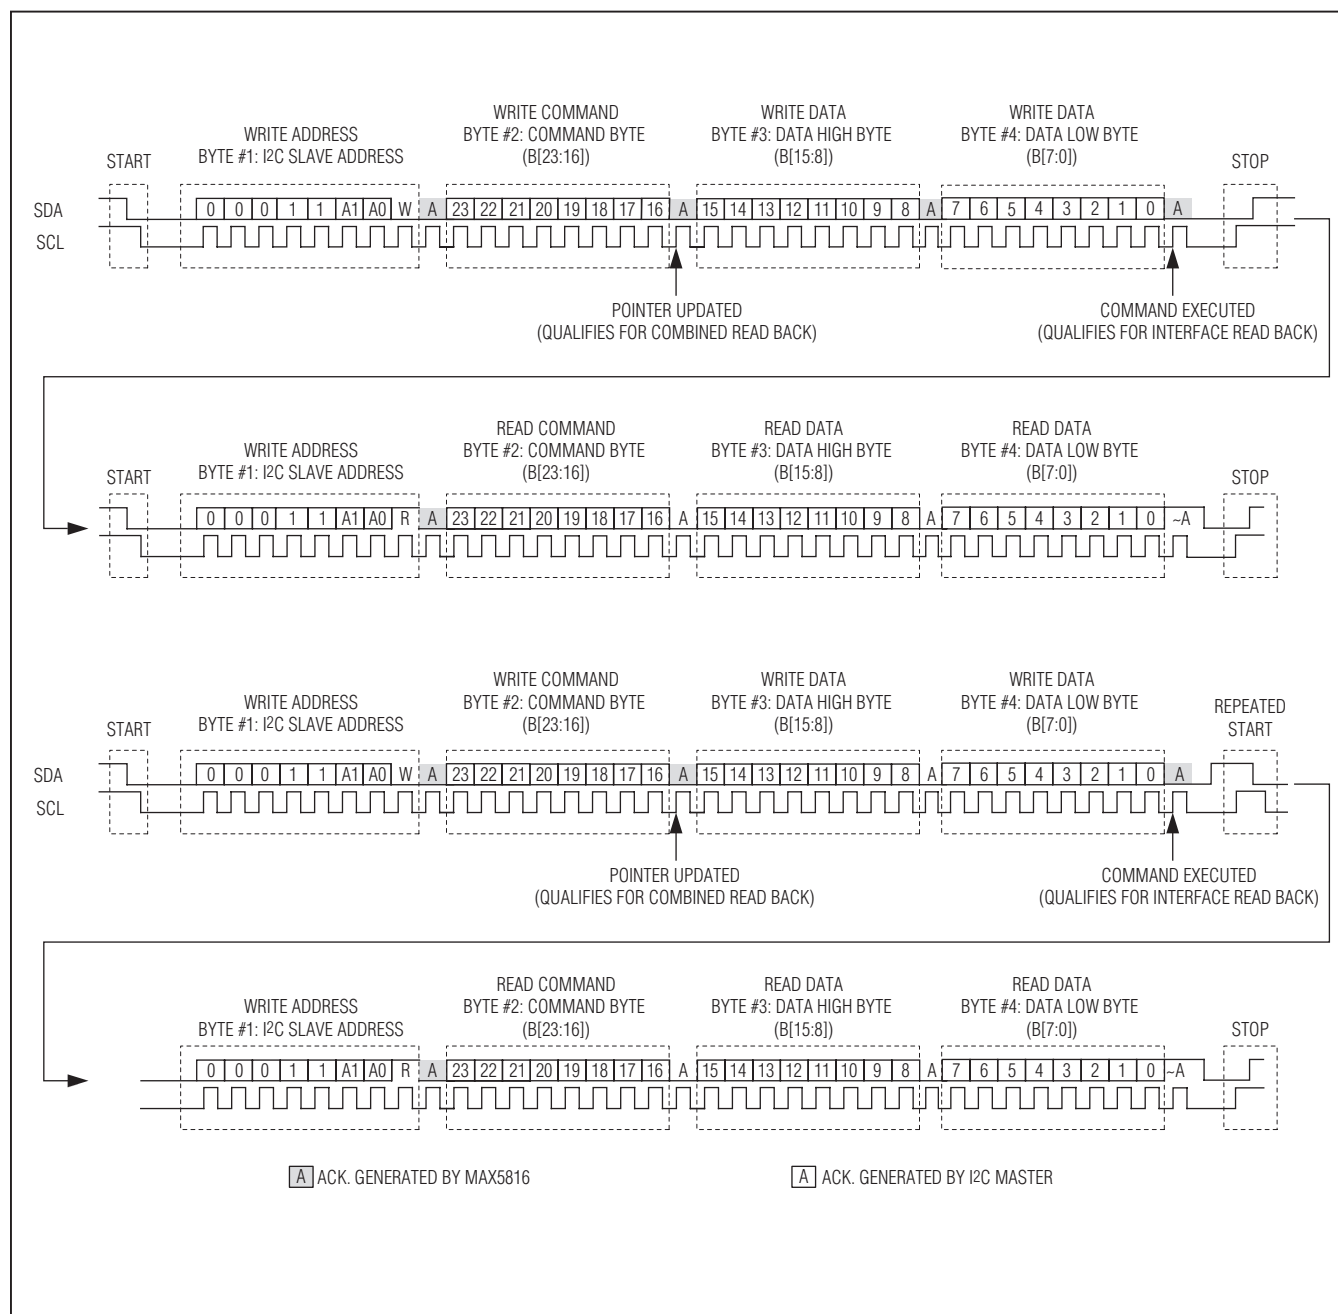 WRITE ADDRESS
BYTE #1: I2C SLAVE ADDRESS
WRITE COMMAND
BYTE #2: COMMAND BYTE
(B[23:16])
WRITE DATA
BYTE #3: DATA HIGH BYTE
(B[15:8])
WRITE DATA
BYTE #4: DATA LOW BYTE
(B[7:0])
START
STOP
SDA
0 0 0 1 1 A1 A0 W A 23 22 21 20 19 18 17 16 A 15 14 13 12 11 10 9 8 A 7 6 5 4 3 2 1 0 A
SCL
POINTER UPDATED
(QUALIFIES FOR COMBINED READ BACK)
COMMAND EXECUTED
(QUALIFIES FOR INTERFACE READ BACK)
WRITE ADDRESS
BYTE #1: I2C SLAVE ADDRESS
READ COMMAND
BYTE #2: COMMAND BYTE
(B[23:16])
READ DATA
BYTE #3: DATA HIGH BYTE
(B[15:8])
READ DATA
BYTE #4: DATA LOW BYTE
(B[7:0])
START
STOP
0 0 0 1 1 A1 A0 R A 23 22 21 20 19 18 17 16 A 15 14 13 12 11 10 9 8 A 7 6 5 4 3 2 1 0 ~A
WRITE ADDRESS
BYTE #1: I2C SLAVE ADDRESS
WRITE COMMAND
BYTE #2: COMMAND BYTE
(B[23:16])
WRITE DATA
BYTE #3: DATA HIGH BYTE
(B[15:8])
WRITE DATA
BYTE #4: DATA LOW BYTE
(B[7:0])
START
REPEATED
START
SDA
0 0 0 1 1 A1 A0 W A 23 22 21 20 19 18 17 16 A 15 14 13 12 11 10 9 8 A 7 6 5 4 3 2 1 0 A
SCL
POINTER UPDATED
(QUALIFIES FOR COMBINED READ BACK)
COMMAND EXECUTED
(QUALIFIES FOR INTERFACE READ BACK)
WRITE ADDRESS
BYTE #1: I2C SLAVE ADDRESS
READ COMMAND
BYTE #2: COMMAND BYTE
(B[23:16])
READ DATA
BYTE #3: DATA HIGH BYTE
(B[15:8])
READ DATA
BYTE #4: DATA LOW BYTE
(B[7:0])
STOP
0 0 0 1 1 A1 A0 R A 23 22 21 20 19 18 17 16 A 15 14 13 12 11 10 9 8 A 7 6 5 4 3 2 1 0 ~A
A ACK. GENERATED BY MAX5816
A ACK. GENERATED BY I2C MASTER